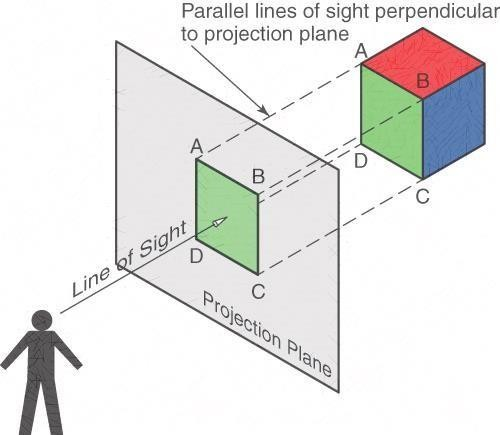 Parallel lines of sight perpendicular
to projection plane
A
B
D
C
A
B
D
C
Line of Sight
Projection Plane